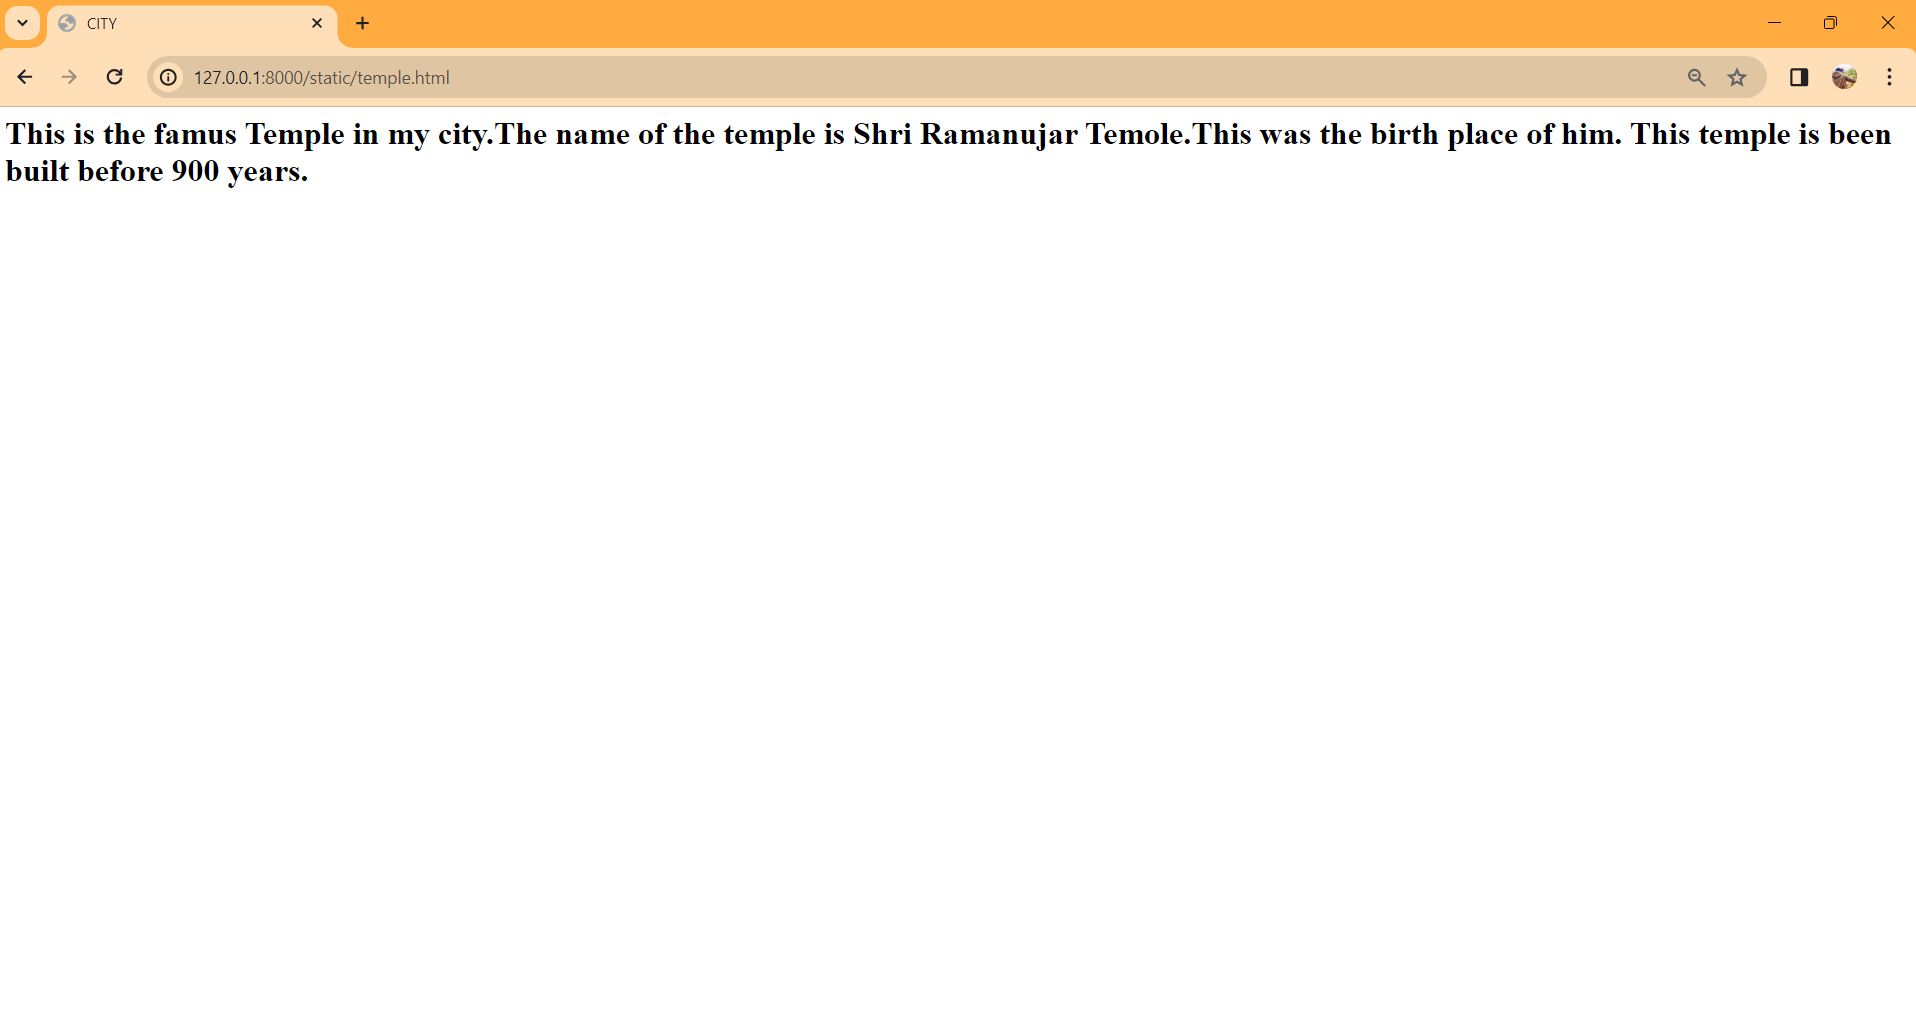 CITY
127.0.0.1:8000/static/temple.html
This is the famus Temple in my city.The name of the temple is Shri Ramanujar Temole.This was the birth place of him. This temple is been
built before 900 years.